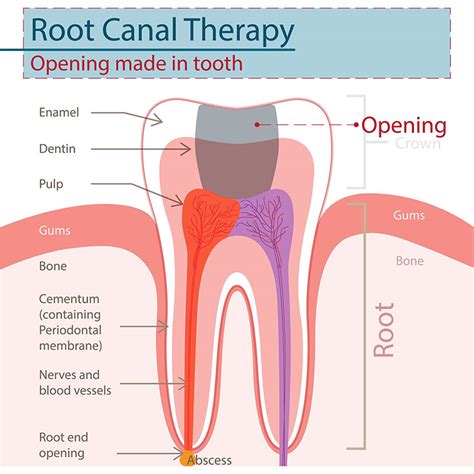 Root Canal Therapy
Opening made in tooth
Enamel
Opening
Crown
Dentin
Pulp
Gums
Gums
Bone
Bone
Cementum
(containing
Periodontal
membrane)
Root
Nerves and
blood vessels
Root end
opening
Abscess